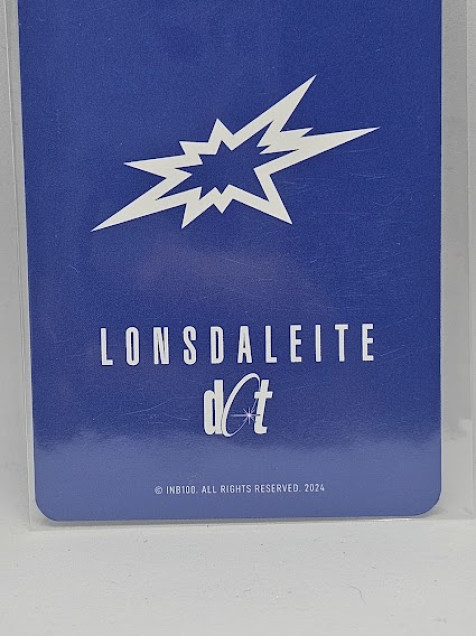 LONSDALEITE
dot
© INB100. ALL RIGHTS RESERVED. 2024